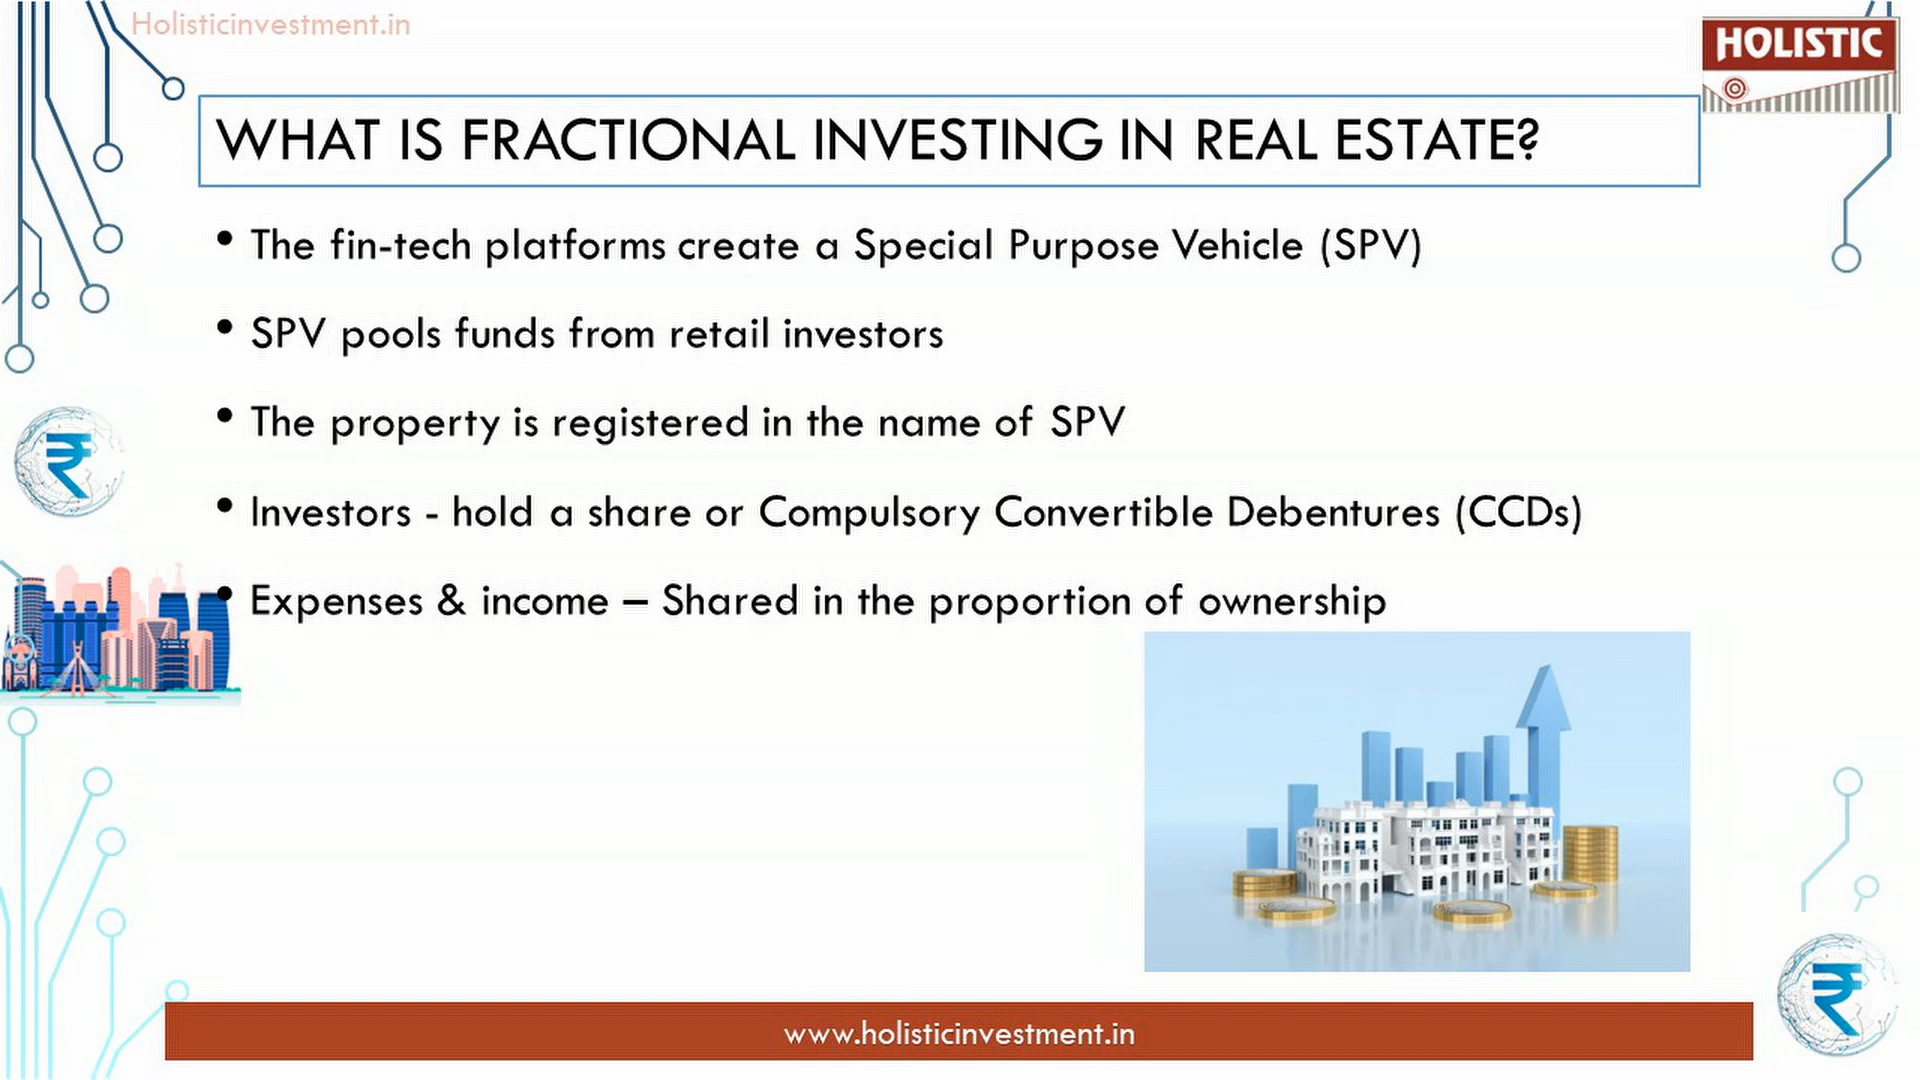 Holisticinvestment.in
HOLISTIC
WHAT IS FRACTIONAL INVESTING IN REAL ESTATE?
• The fin-tech platforms create a Special Purpose Vehicle (SPV)
• SPV pools funds from retail investors
• The property is registered in the name of SPV
• Investors - hold a share or Compulsory Convertible Debentures (CCDs)
• Expenses & income – Shared in the proportion of ownership
www.holisticinvestment.in